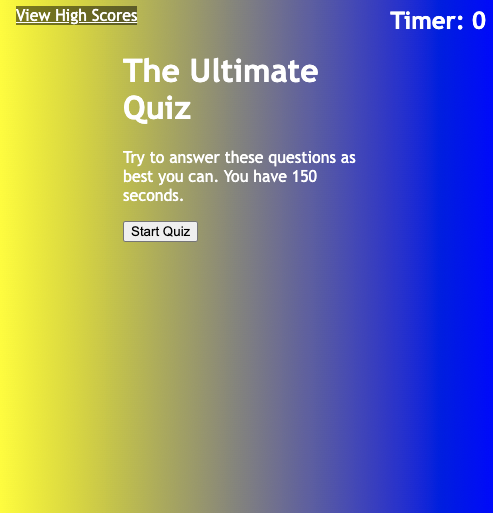 View High Scores
Timer: 0
The Ultimate
Quiz
Try to answer these questions as
best you can. You have 150
seconds.
Start Quiz